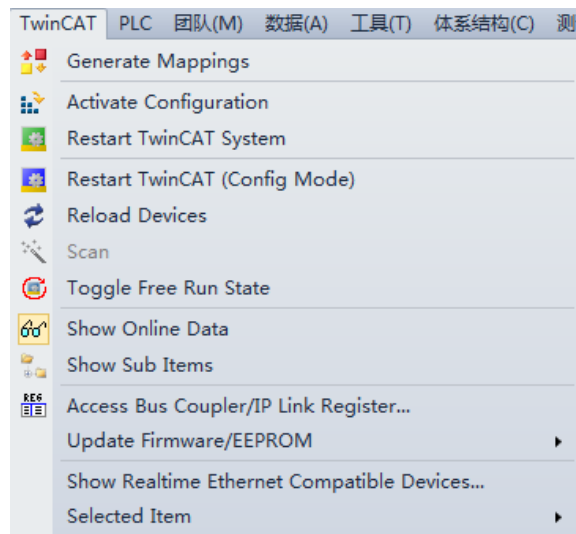 TwinCAT PLC 团队(M) 数据(A) 工具(T) 体系结构(C) 测
Generate Mappings
Activate Configuration
Restart TwinCAT System
Restart TwinCAT (Config Mode)
Reload Devices
Scan
Toggle Free Run State
Show Online Data
Show Sub Items
REG
Access Bus Coupler/IP Link Register...
Update Firmware/EEPROM
Show Realtime Ethernet Compatible Devices...
Selected Item